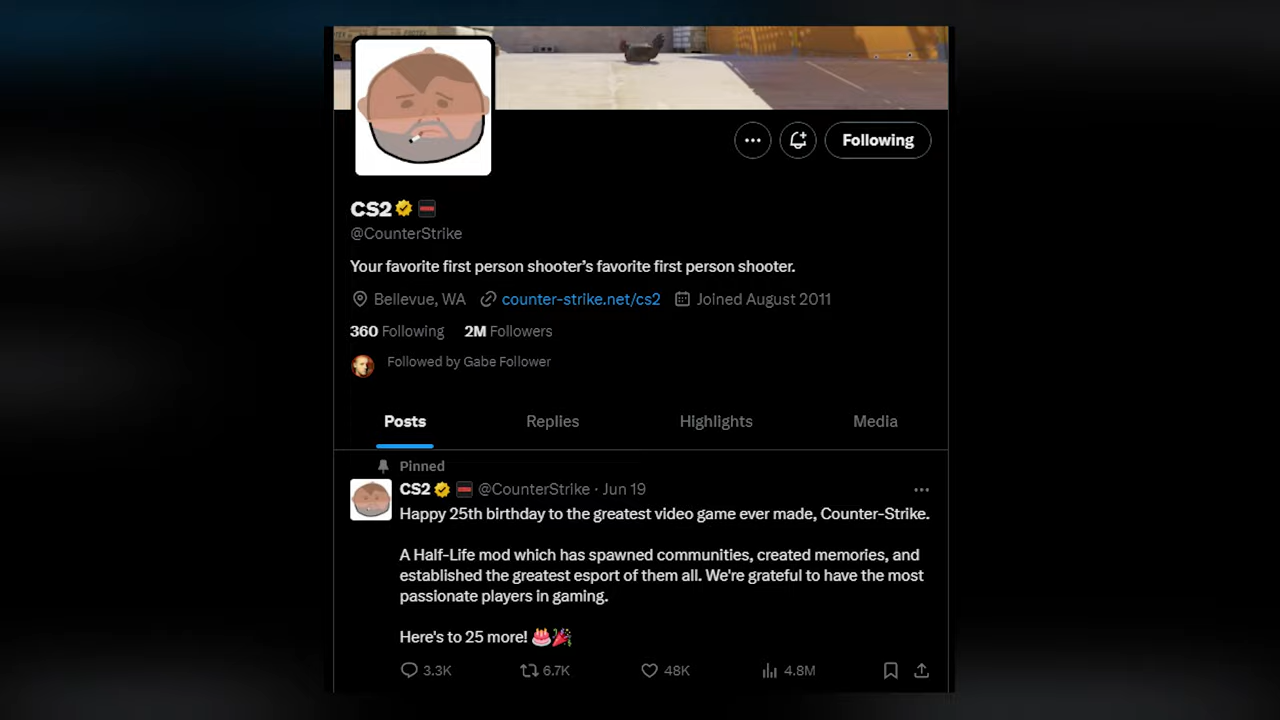 Following
CS2
@CounterStrike
Your favorite first person shooter’s favorite first person shooter.
Bellevue, WA counter-strike.net/cs2 Joined August 2011
360 Following 2M Followers
Followed by Gabe Follower
Posts Replies Highlights Media
Pinned
CS2 @CounterStrike · Jun 19
Happy 25th birthday to the greatest video game ever made, Counter-Strike.
A Half-Life mod which has spawned communities, created memories, and
established the greatest esport of them all. We're grateful to have the most
passionate players in gaming.
Here's to 25 more! 🎂🎉
3.3K 6.7K 48K 4.8M